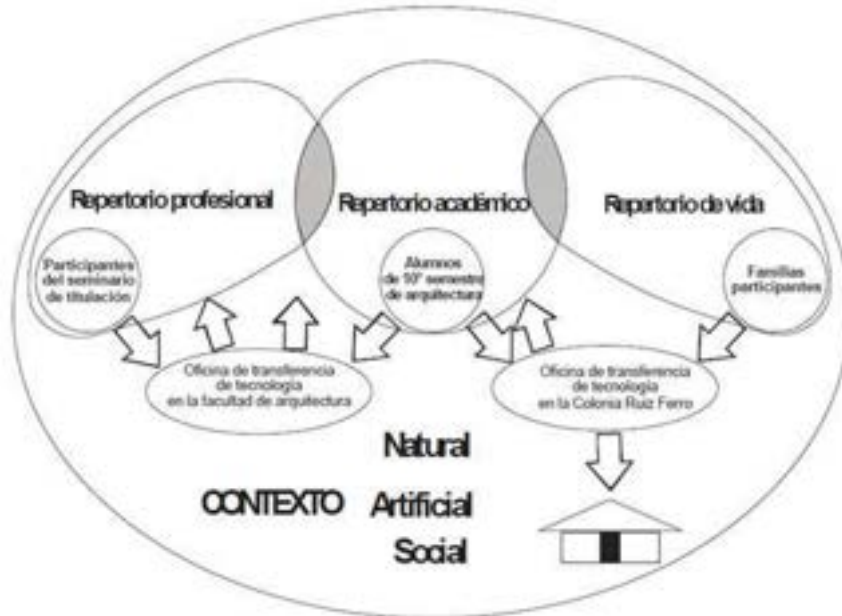 Repertorio profesional
Repertorio académico
Repertorio de vida
Participantes
del seminario
de titulación
Alumnos
de 10° semestre
de arquitectura
Familias
participantes
Oficina de transferencia
de tecnología
en la facultad de arquitectura
Oficina de transferencia
de tecnología
en la Colonia Ruiz Ferro
Natural
CONTEXTO Artificial
Social